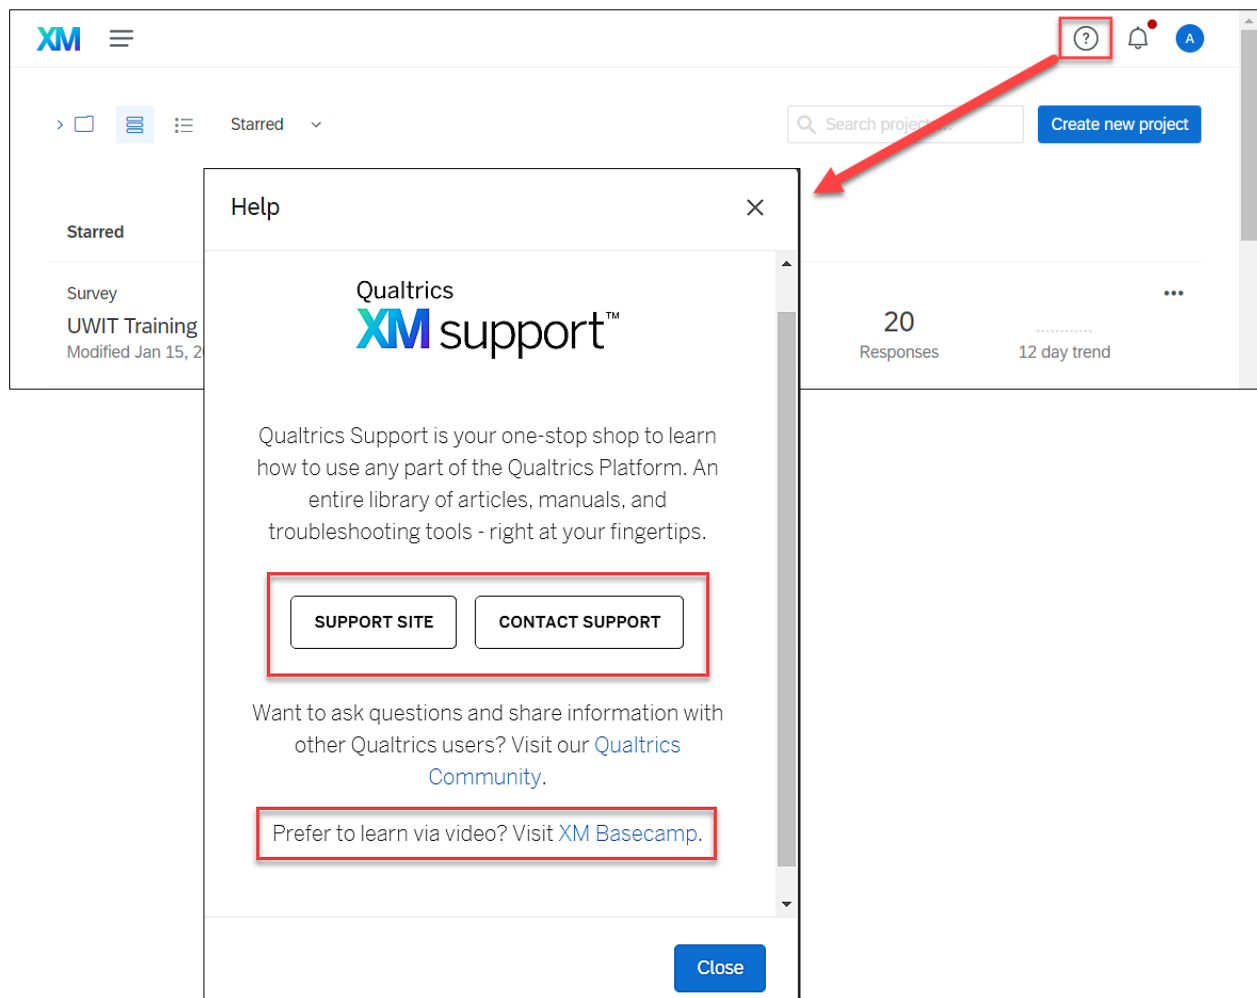 XM
?
A
Starred
Search project
Create new project
Help
Starred
Qualtrics
XM support™
Survey
UWIT Training
20
Modified Jan 15, 2
Responses
12 day trend
Qualtrics Support is your one-stop shop to learn
how to use any part of the Qualtrics Platform. An
entire library of articles, manuals, and
troubleshooting tools - right at your fingertips.
SUPPORT SITE
CONTACT SUPPORT
Want to ask questions and share information with
other Qualtrics users? Visit our Qualtrics
Community.
Prefer to learn via video? Visit XM Basecamp.
Close